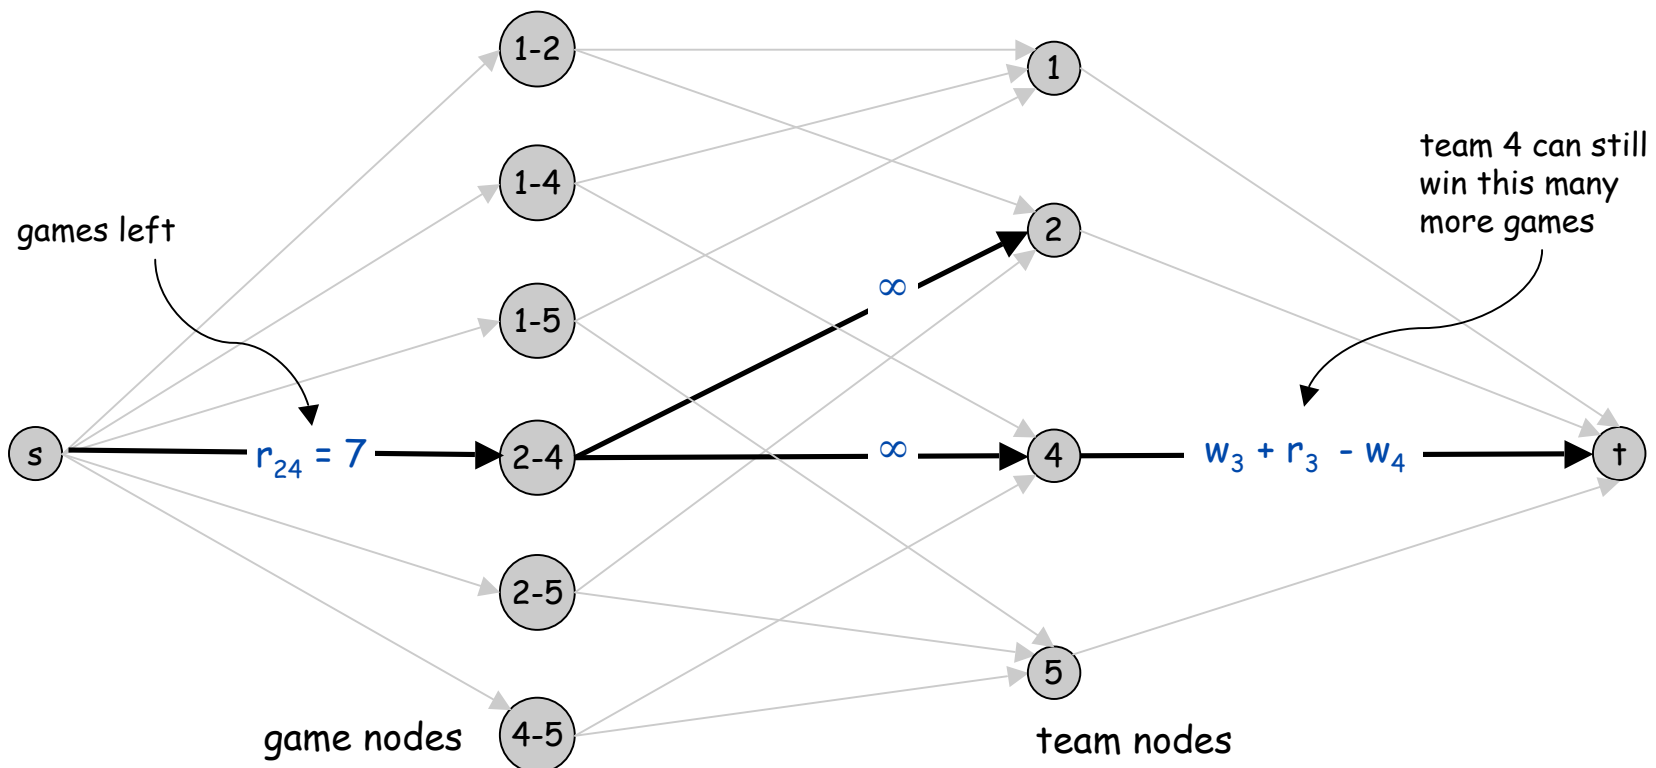 1-2
1
team 4 can still
win this many
more games
1-4
games left
2
∞
1-5
s
r₂₄ = 7
2-4
∞
4
w₃ + r₃ - w₄
t
2-5
5
4-5
game nodes
team nodes